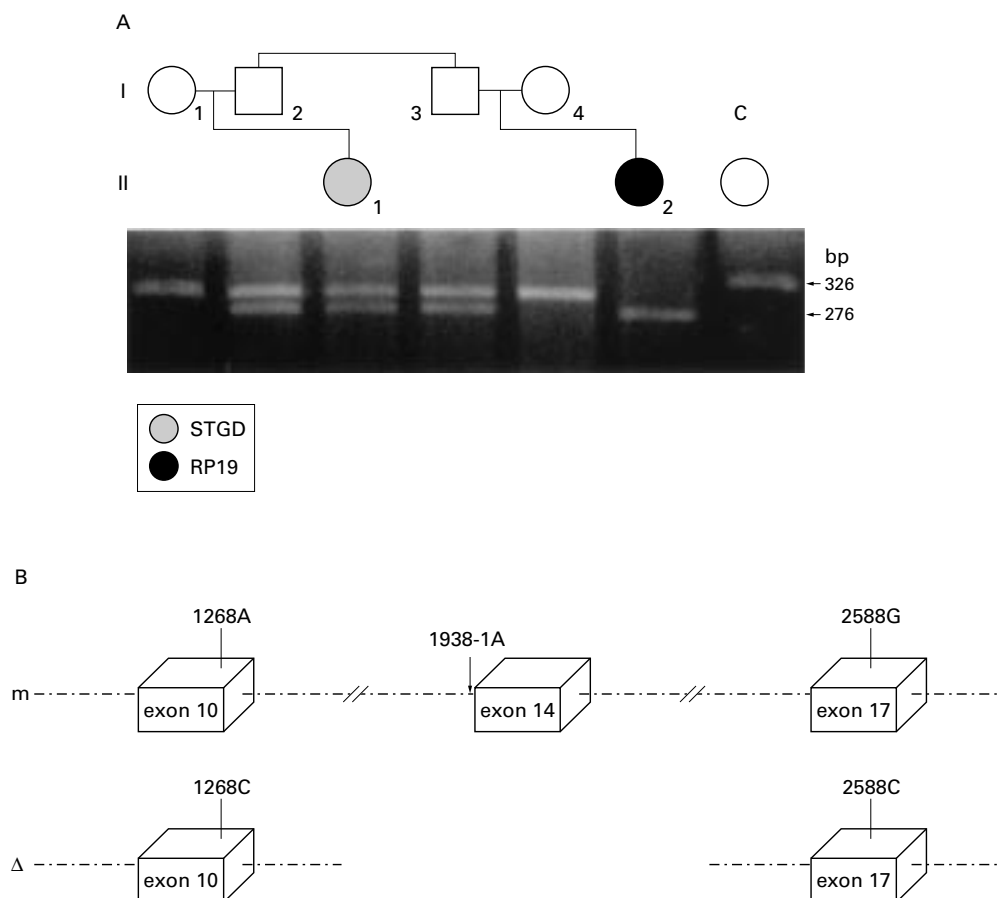 A
I
1
2
3
4
C
II
1
2
bp
326
276
STGD
RP19
B
1268A
1938-1A
2588G
m
exon 10
exon 14
exon 17
1268C
2588C
Δ
exon 10
exon 17